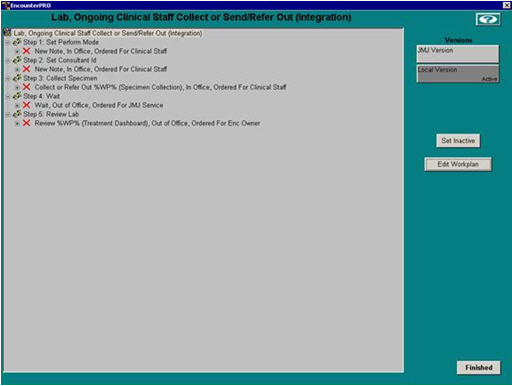 EncounterPRO
Lab, Ongoing Clinical Staff Collect or Send/Refer Out (Integration)
Lab, Ongoing Clinical Staff Collect or Send/Refer Out (Integration)
Step 1: Set Perform Mode
New Note, In Office, Ordered For Clinical Staff
Step 2: Set Consultant Id
New Note, In Office, Ordered For Clinical Staff
Step 3: Collect Specimen
Collect or Refer Out %WP% (Specimen Collection), In Office, Ordered For Clinical Staff
Step 4: Wait
Wait, Out of Office, Ordered For JMJ Service
Step 5: Review Lab
Review %WP% (Treatment Dashboard), Out of Office, Ordered For Enc Owner
Versions
JMJ Version
Local Version
Active
Set Inactive
Edit Workplan
Finished